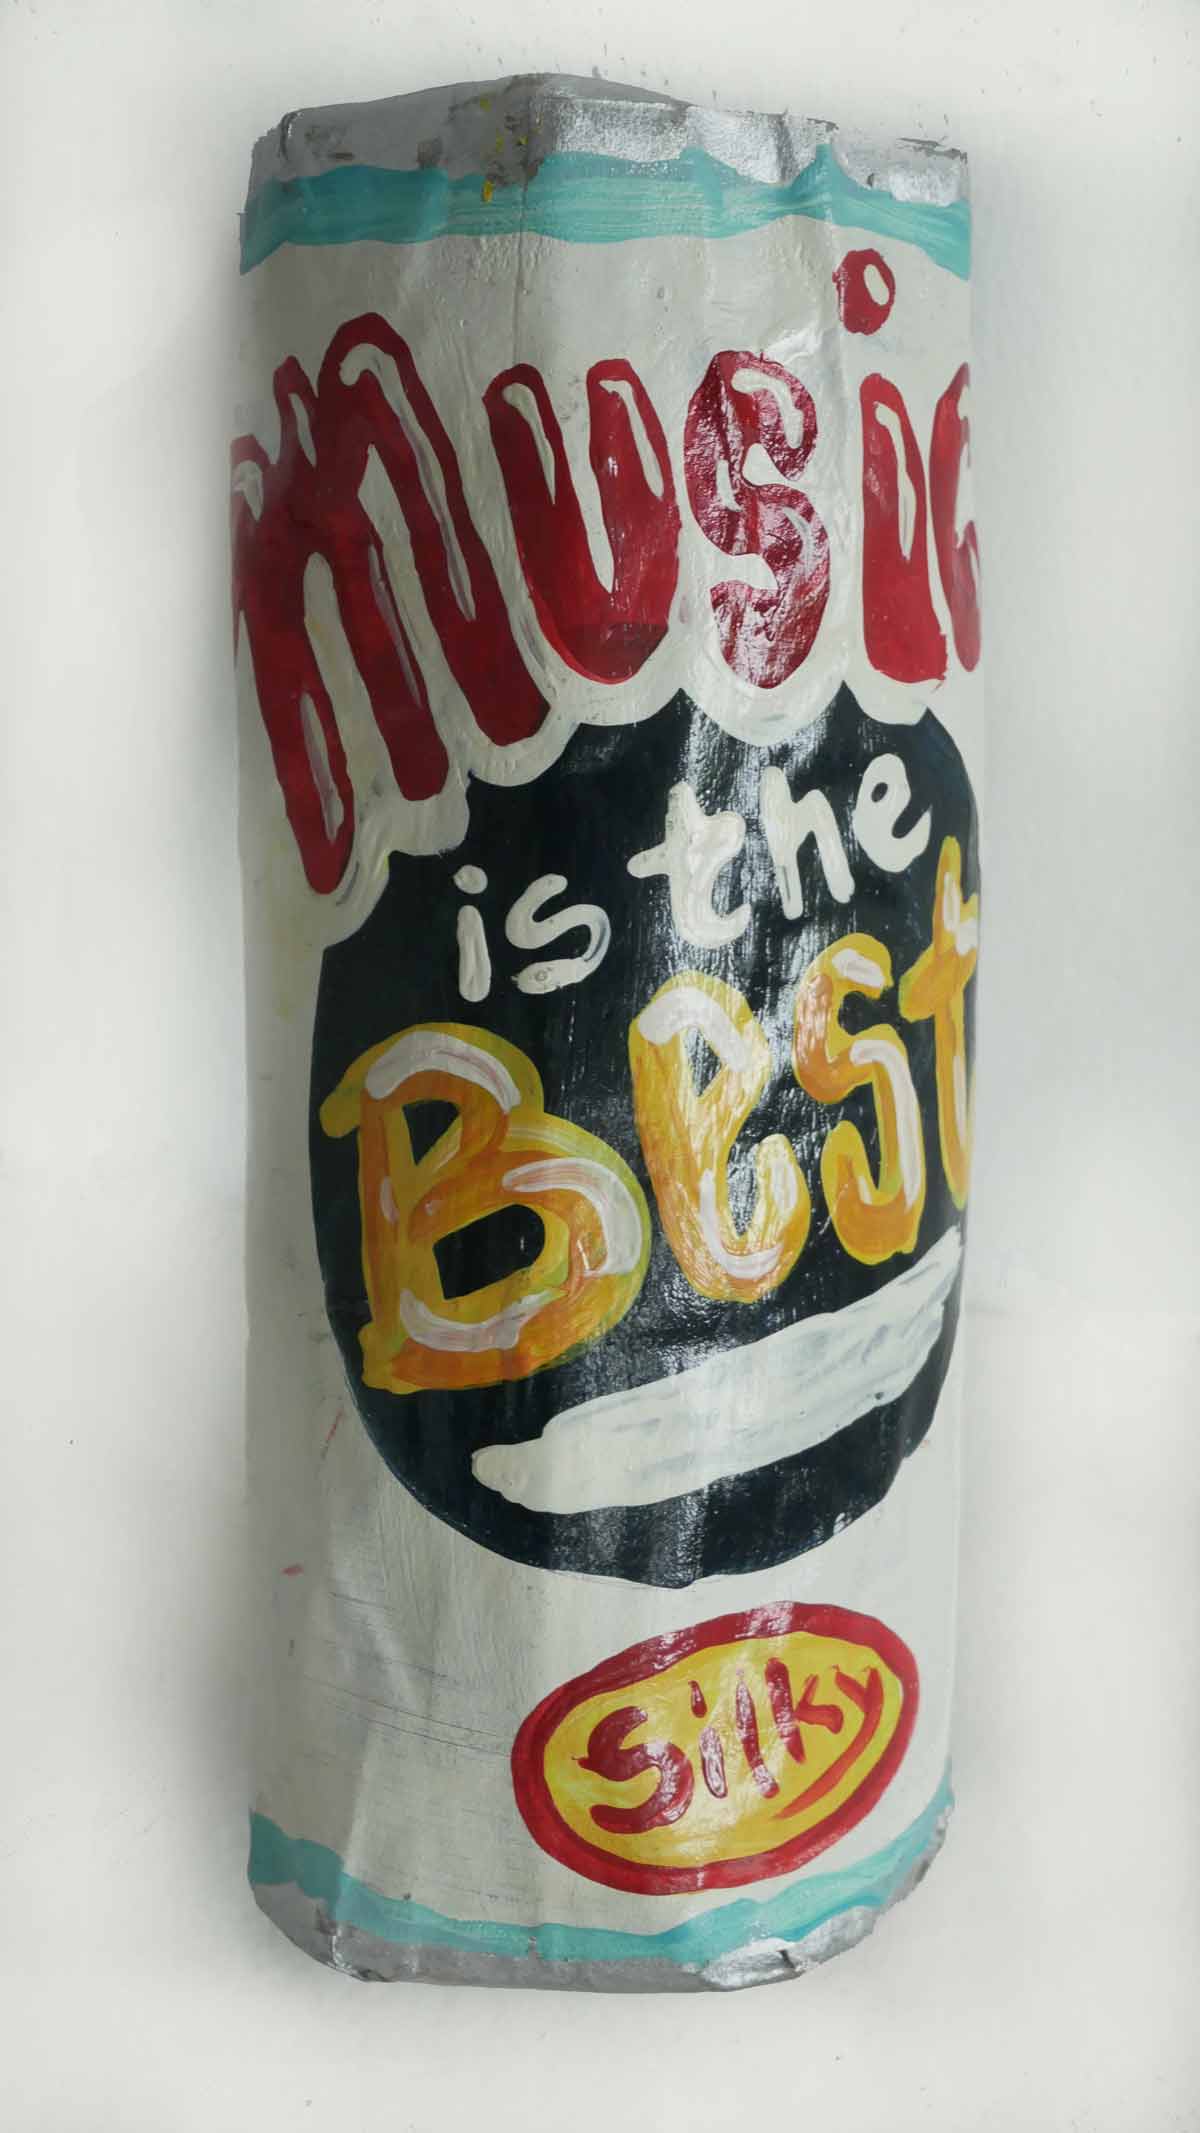 Music
is the
Best
Silky